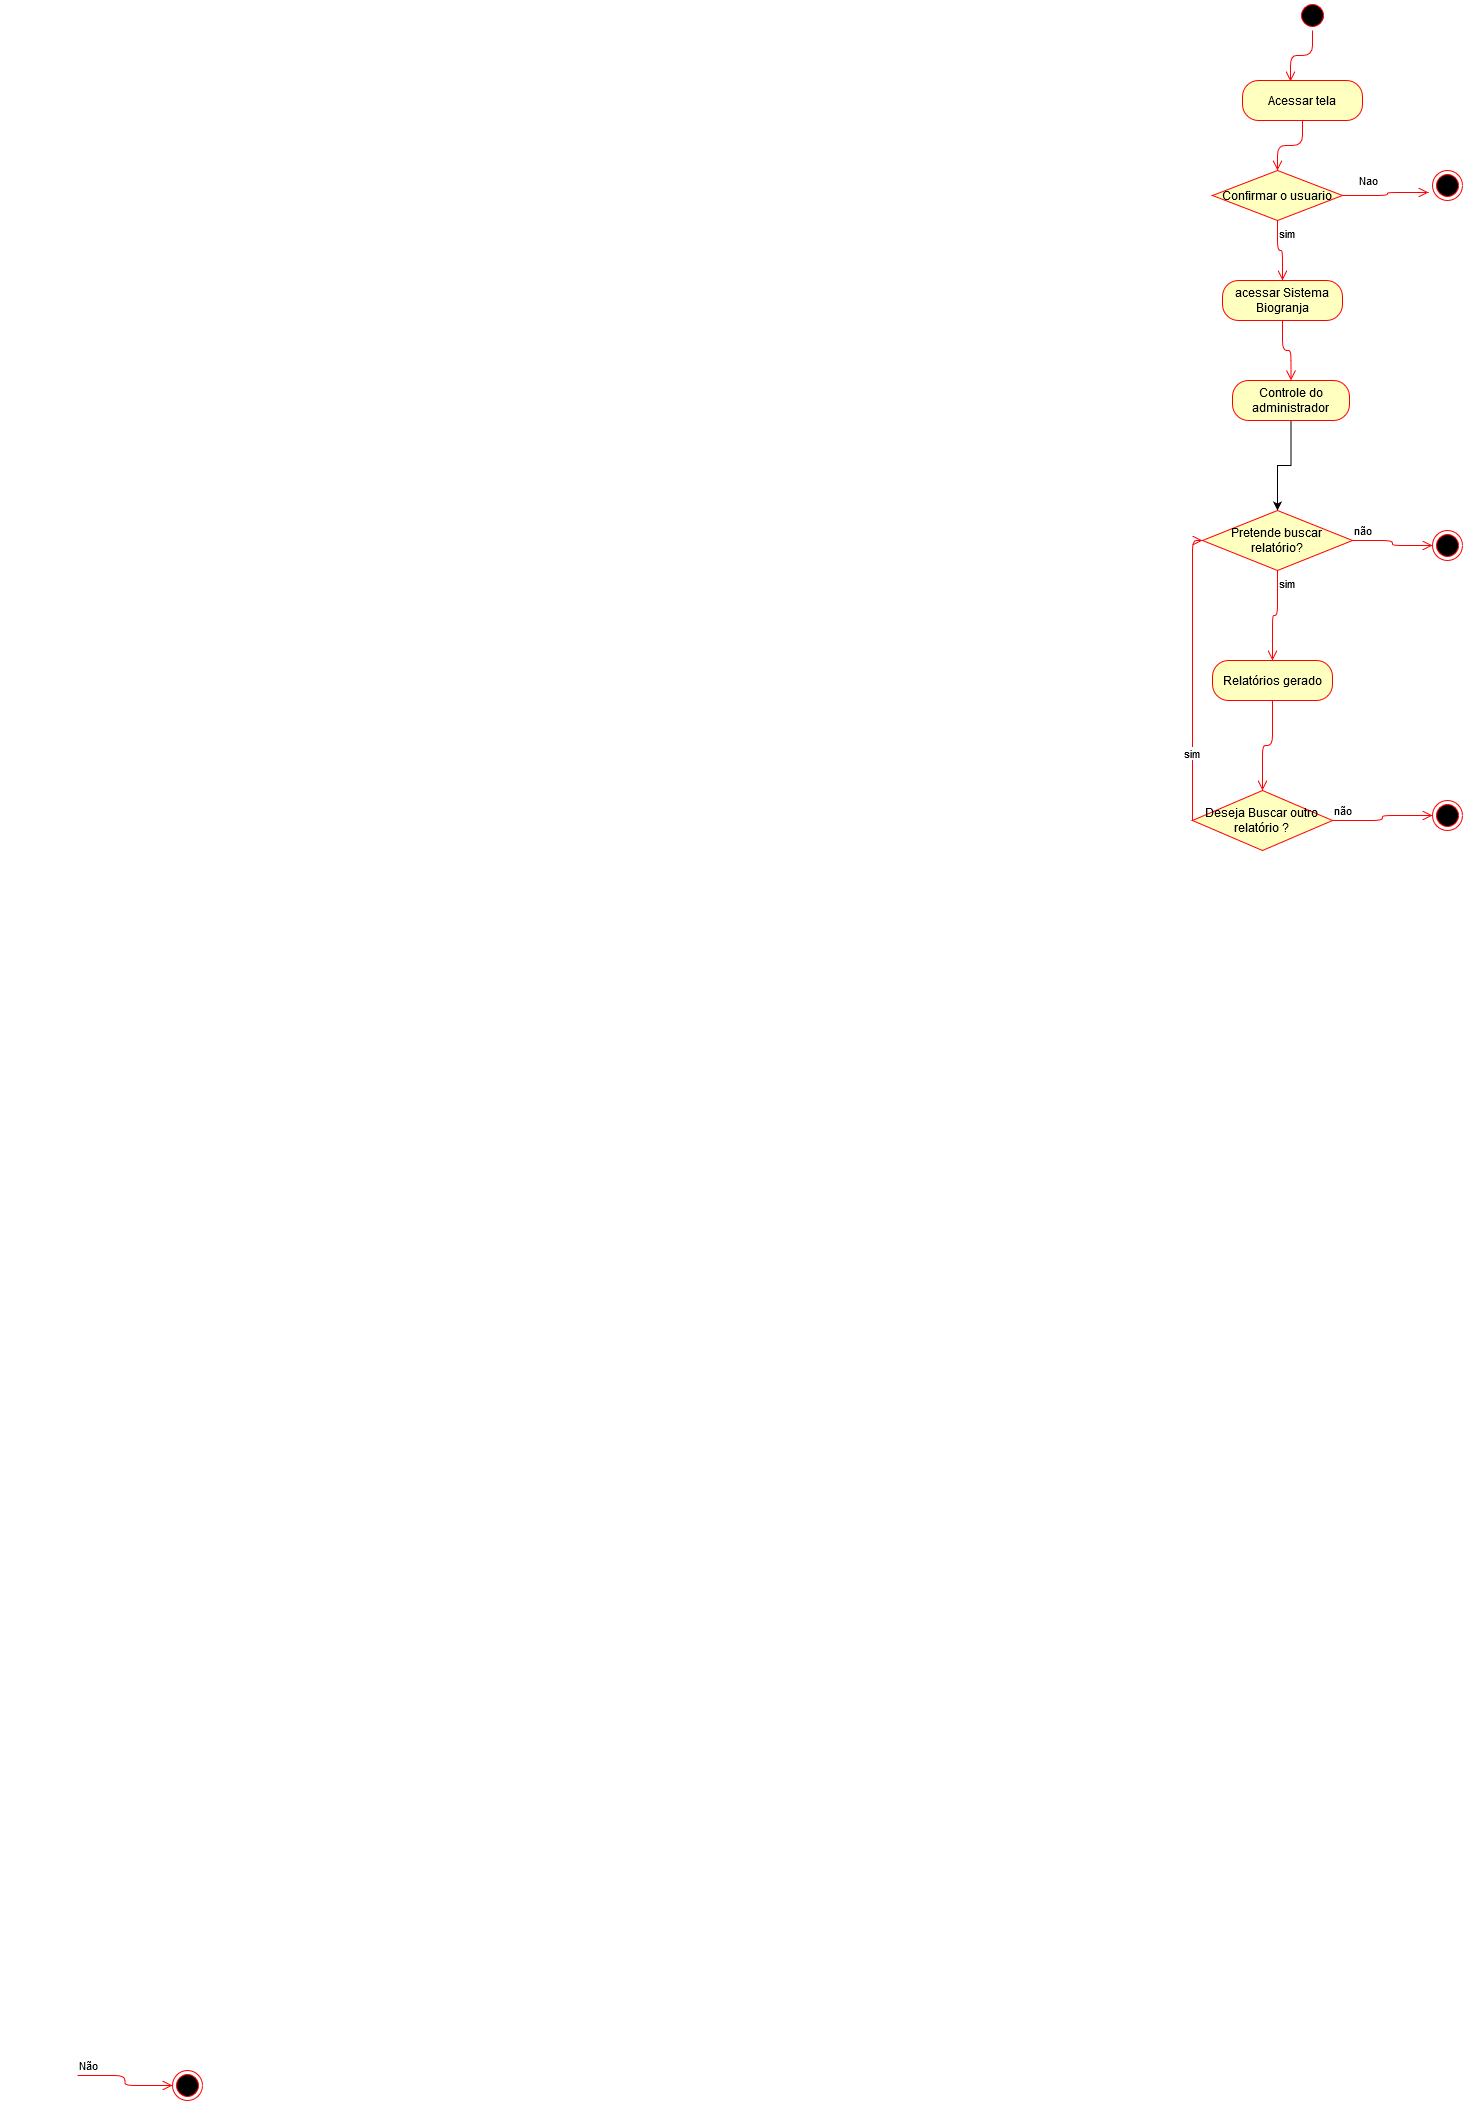 Acessar tela
Confirmar o usuario
Nao
sim
acessar Sistema
Biogranja
Controle do
administrador
Pretende buscar
relatório?
não
sim
Relatórios gerado
sim
Deseja Buscar outro
relatório ?
não
Não